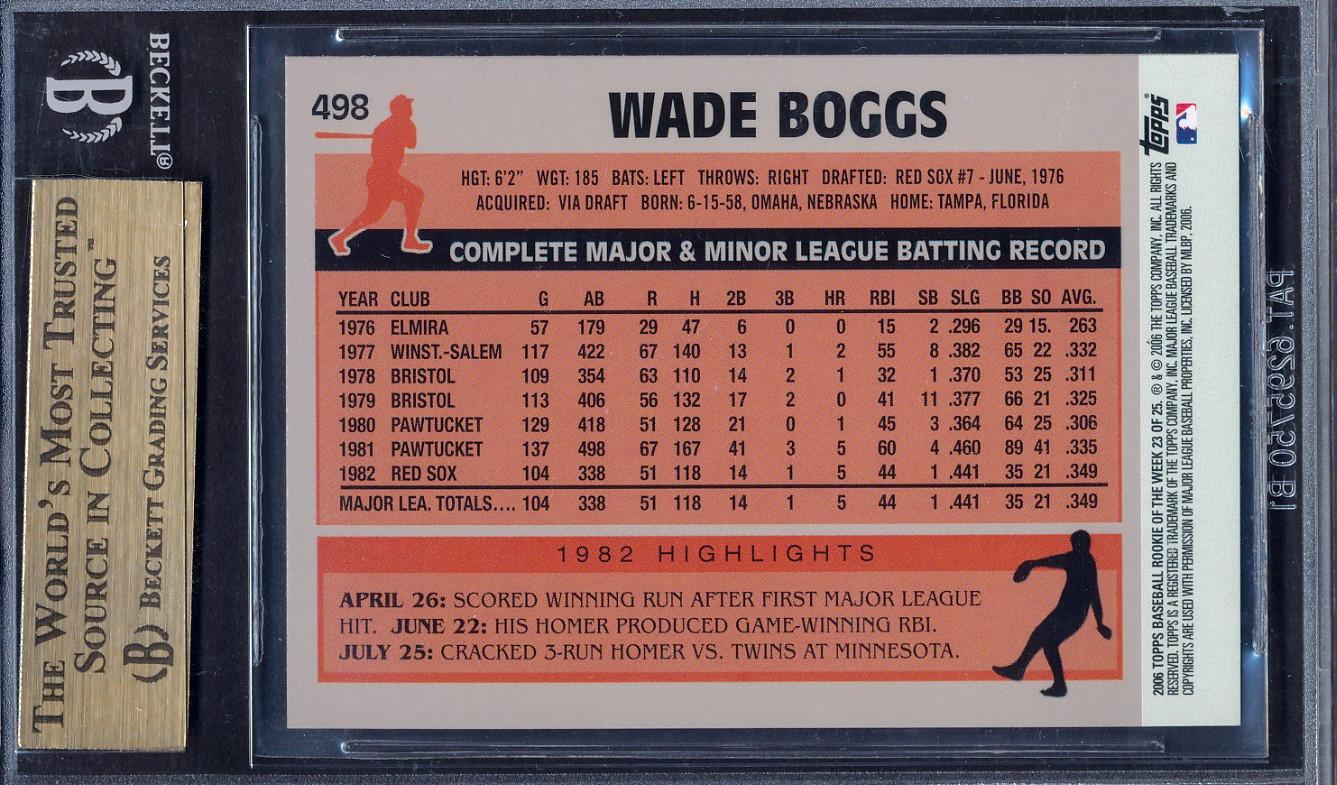 BECKETT®
B
THE WORLD'S MOST TRUSTED
SOURCE IN COLLECTING™
(B) BECKETT GRADING SERVICES
498
WADE BOGGS
HGT: 6'2" WGT: 185 BATS: LEFT THROWS: RIGHT DRAFTED: RED SOX #7 - JUNE, 1976
ACQUIRED: VIA DRAFT BORN: 6-15-58, OMAHA, NEBRASKA HOME: TAMPA, FLORIDA
COMPLETE MAJOR & MINOR LEAGUE BATTING RECORD
YEAR CLUB G AB R H 2B 3B HR RBI SB SLG BB SO AVG.
1976 ELMIRA 57 179 29 47 6 0 0 15 2 .296 29 15. 263
1977 WINST.-SALEM 117 422 67 140 13 1 2 55 8 .382 65 22 .332
1978 BRISTOL 109 354 63 110 14 2 1 32 1 .370 53 25 .311
1979 BRISTOL 113 406 56 132 17 2 0 41 11 .377 66 21 .325
1980 PAWTUCKET 129 418 51 128 21 0 1 45 3 .364 64 25 .306
1981 PAWTUCKET 137 498 67 167 41 3 5 60 4 .460 89 41 .335
1982 RED SOX 104 338 51 118 14 1 5 44 1 .441 35 21 .349
MAJOR LEA. TOTALS.... 104 338 51 118 14 1 5 44 1 .441 35 21 .349
1982 HIGHLIGHTS
APRIL 26: SCORED WINNING RUN AFTER FIRST MAJOR LEAGUE
HIT. JUNE 22: HIS HOMER PRODUCED GAME-WINNING RBI.
JULY 25: CRACKED 3-RUN HOMER VS. TWINS AT MINNESOTA.
TOPPS®
2006 TOPPS BASEBALL ROOKIE OF THE WEEK 23 OF 25. ® & © 2006 THE TOPPS COMPANY, INC. ALL RIGHTS
RESERVED. TOPPS IS A REGISTERED TRADEMARK OF THE TOPPS COMPANY, INC. MAJOR LEAGUE BASEBALL TRADEMARKS AND
COPYRIGHTS ARE USED WITH PERMISSION OF MAJOR LEAGUE BASEBALL PROPERTIES, INC. LICENSED BY MLBP, 2006.
PAT. 6295750 B1